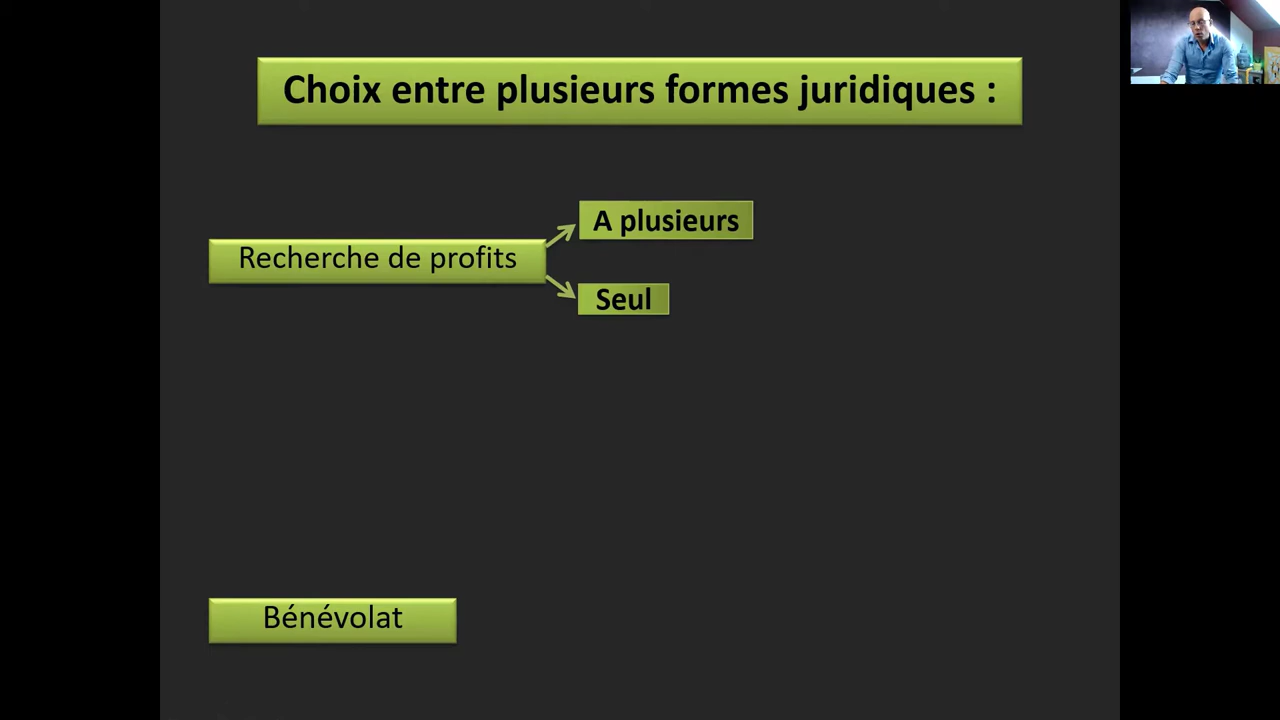 Choix entre plusieurs formes juridiques :
A plusieurs
Recherche de profits
Seul
Bénévolat